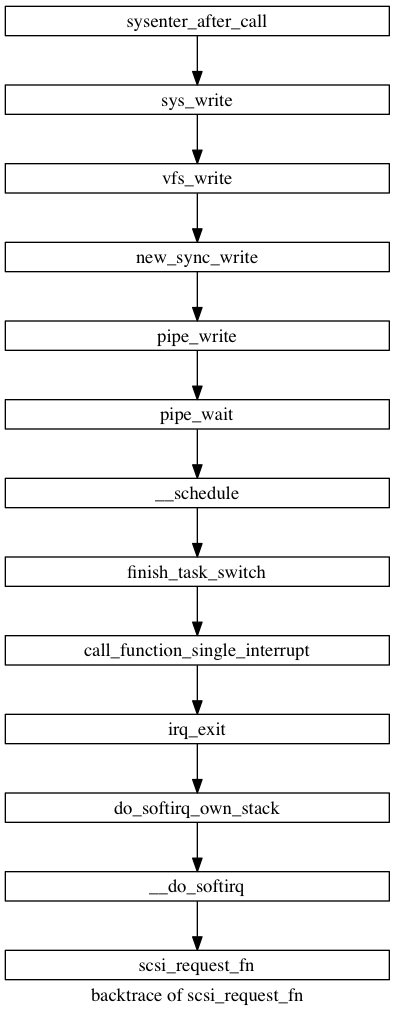 sysenter_after_call
sys_write
vfs_write
new_sync_write
pipe_write
pipe_wait
__schedule
finish_task_switch
call_function_single_interrupt
irq_exit
do_softirq_own_stack
__do_softirq
scsi_request_fn
backtrace of scsi_request_fn